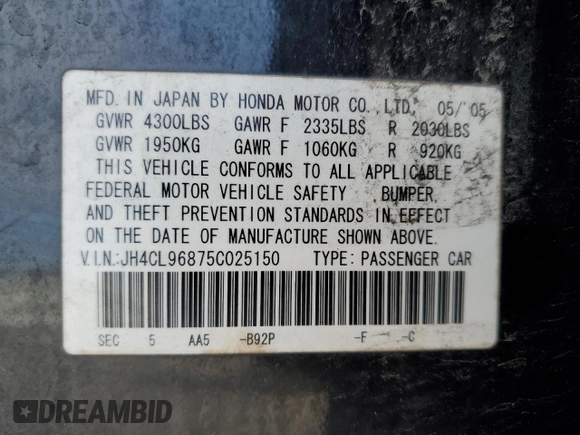 MFD. IN JAPAN BY HONDA MOTOR CO., LTD. 05/'05
GVWR 4300LBS GAWR F 2335LBS R 2030LBS
GVWR 1950KG GAWR F 1060KG R 920KG
THIS VEHICLE CONFORMS TO ALL APPLICABLE
FEDERAL MOTOR VEHICLE SAFETY , BUMPER,
AND THEFT PREVENTION STANDARDS IN EFFECT
ON THE DATE OF MANUFACTURE SHOWN ABOVE.
V.I.N:JH4CL96875C025150 TYPE: PASSENGER CAR
SEC 5 AA5 -B92P -F -C
DREAMBID